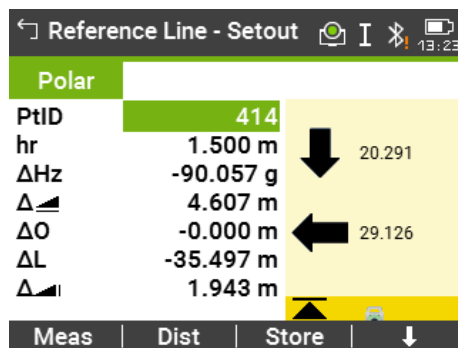 Reference Line - Setout
13:23
Polar
PtID 414
hr 1.500 m
ΔHz -90.057 g
Δ 4.607 m
ΔO -0.000 m
ΔL -35.497 m
Δ 1.943 m
20.291
29.126
Meas Dist Store